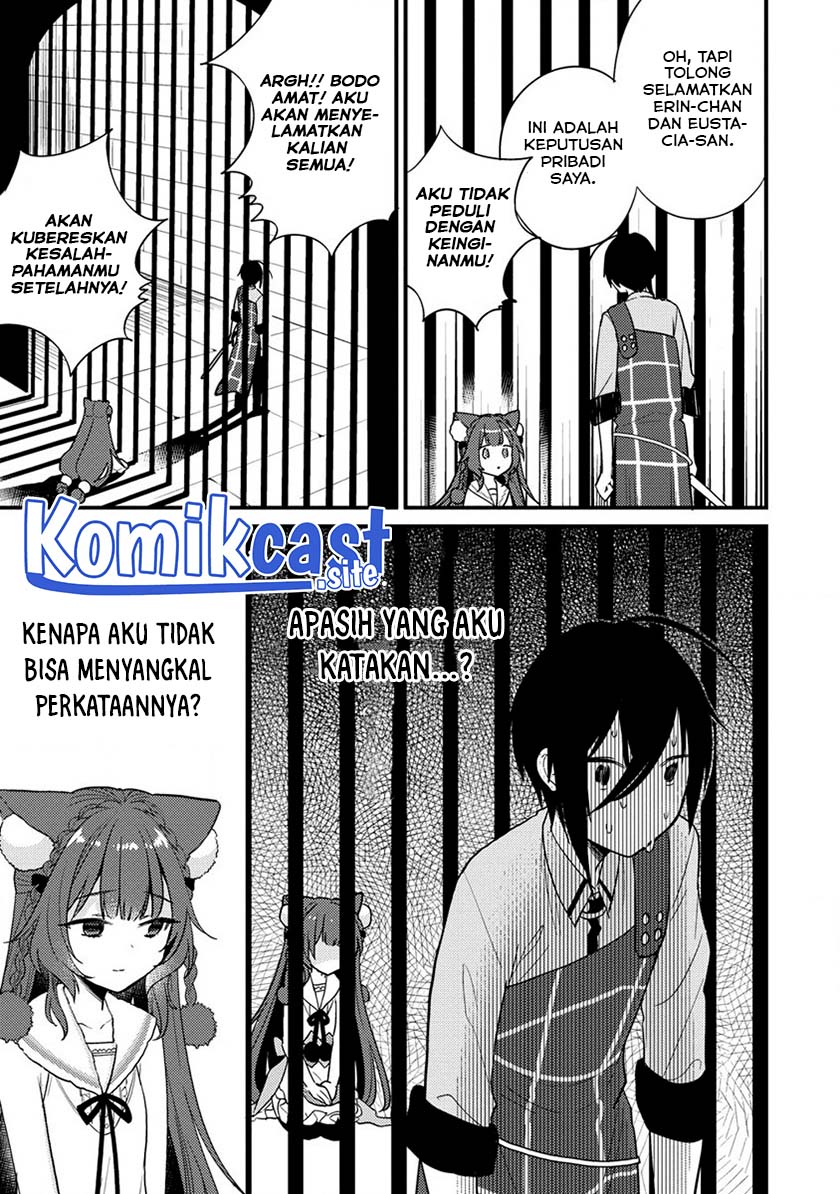 OH, TAPI
TOLONG
SELAMATKAN
ERIN-CHAN
DAN EUSTA-
CIA-SAN.
INI ADALAH
KEPUTUSAN
PRIBADI
SAYA.
AKU TIDAK
PEDULI
DENGAN
KEINGI-
NANMU!
ARGH!! BODO
AMAT! AKU
AKAN MENYE-
LAMATKAN
KALIAN
SEMUA!
AKAN
KUBERESKAN
KESALAH-
PAHAMANMU
SETELAHNYA!
Komikcast
.site
APASIH YANG AKU
KATAKAN...?
KENAPA AKU TIDAK
BISA MENYANGKAL
PERKATAANNYA?